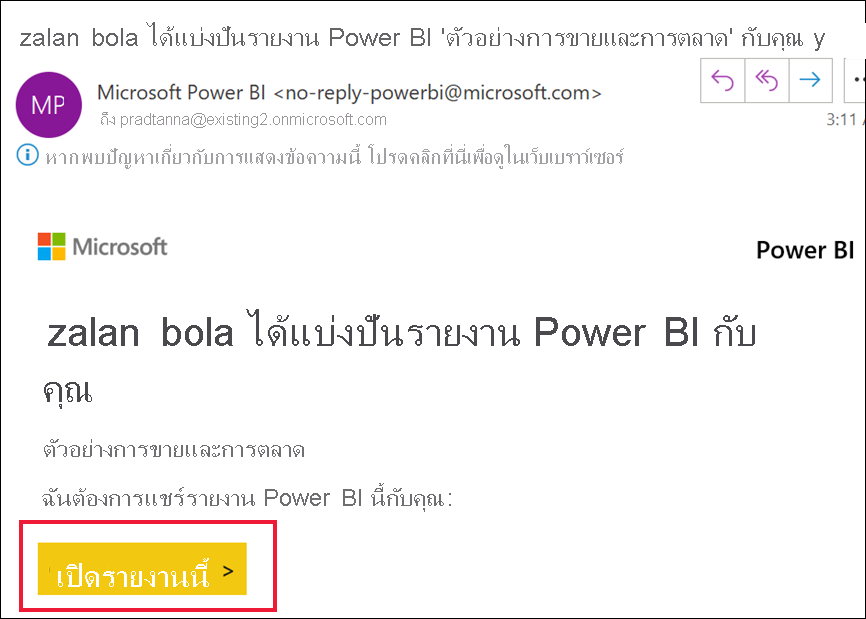 zalan bola ได้แบ่งปันรายงาน Power BI 'ตัวอย่างการขายและการตลาด' กับคุณ y
MP
Microsoft Power BI <no-reply-powerbi@microsoft.com>
ถึง pradtanna@existing2.onmicrosoft.com
3:11
i หากพบปัญหาเกี่ยวกับการแสดงข้อความนี้ โปรดคลิกที่นี่เพื่อดูในเว็บเบราว์เซอร์
Microsoft
Power BI
zalan bola ได้แบ่งปันรายงาน Power BI กับ
คุณ
ตัวอย่างการขายและการตลาด
ฉันต้องการแชร์รายงาน Power BI นี้กับคุณ:
เปิดรายงานนี้ >